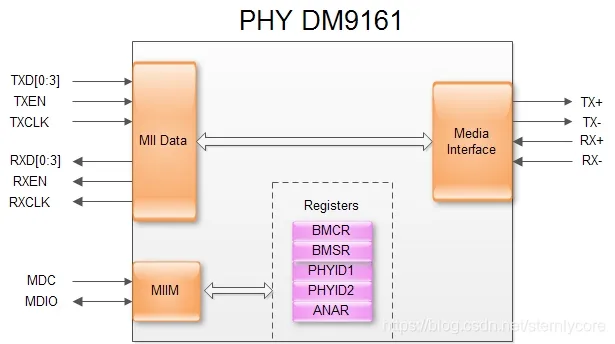 PHY DM9161
TXD[0:3]
TXEN
TXCLK
RXD[0:3]
RXEN
RXCLK
MII Data
Media
Interface
TX+
TX-
RX+
RX-
Registers
BMCR
BMSR
PHYID1
PHYID2
ANAR
MDC
MDIO
MIIM
https://blog.csdn.net/stemlycore